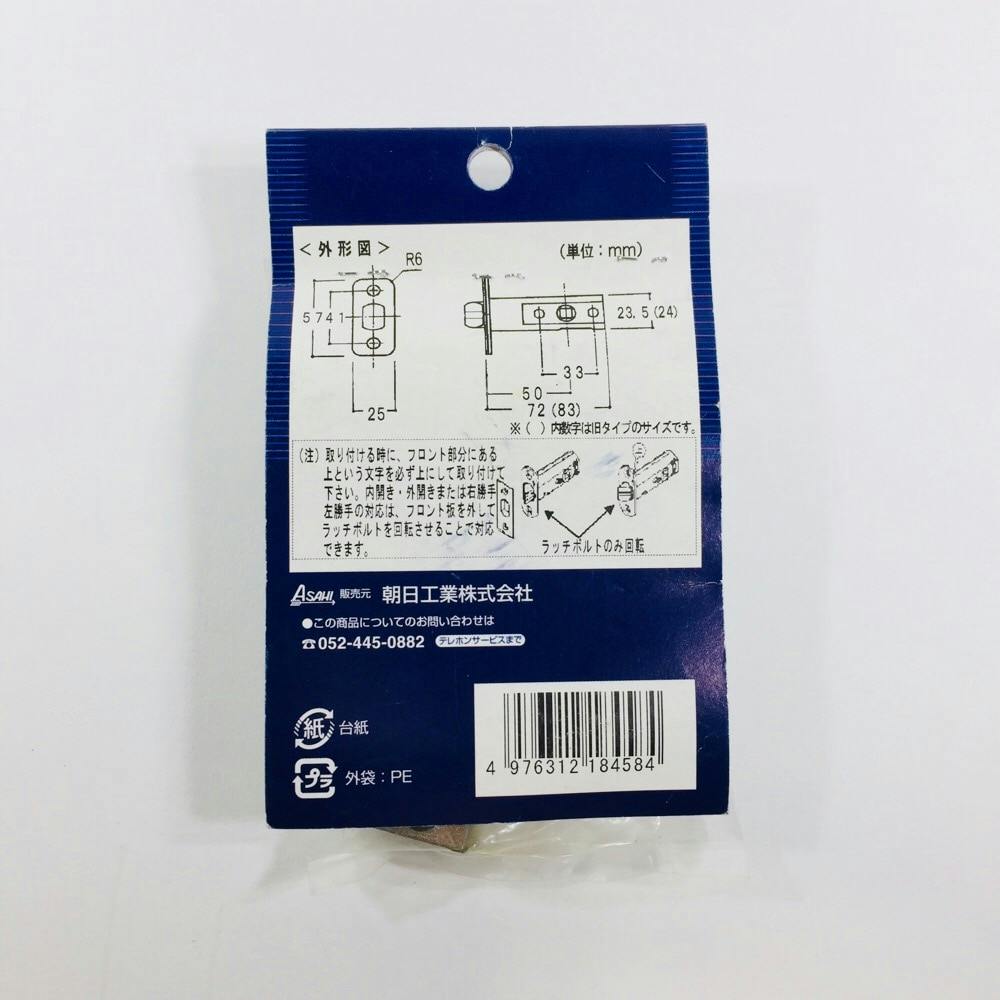 ＜外形図＞
(単位：mm)
R6
57
41
25
23.5(24)
33
50
72(83)
※（　）内数字は旧タイプのサイズです。
(注) 取り付ける時に、フロント部分にある
上という文字を必ず上にして取り付けて
下さい。内開き・外開きまたは右勝手
左勝手の対応は、フロント板を外して
ラッチボルトを回転させることで対応
できます。
ラッチボルトのみ回転
ASAHI 販売元 朝日工業株式会社
●この商品についてのお問い合わせは
☎052-445-0882 テレホンサービスまで
紙 台紙
プラ 外袋：PE
4 976312 184584